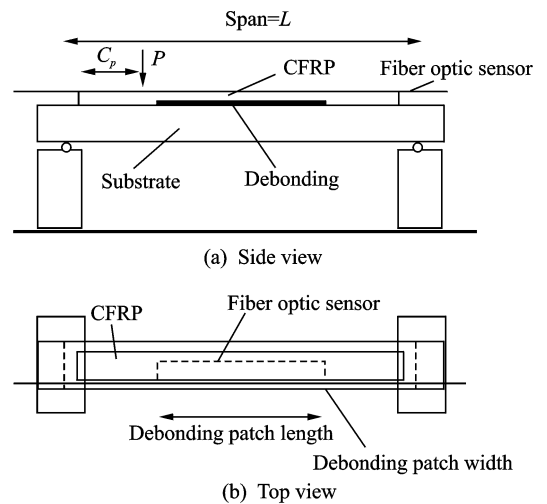 Span=L
Cp
P
CFRP
Fiber optic sensor
Substrate
Debonding
(a) Side view
Fiber optic sensor
CFRP
Debonding patch length
Debonding patch width
(b) Top view